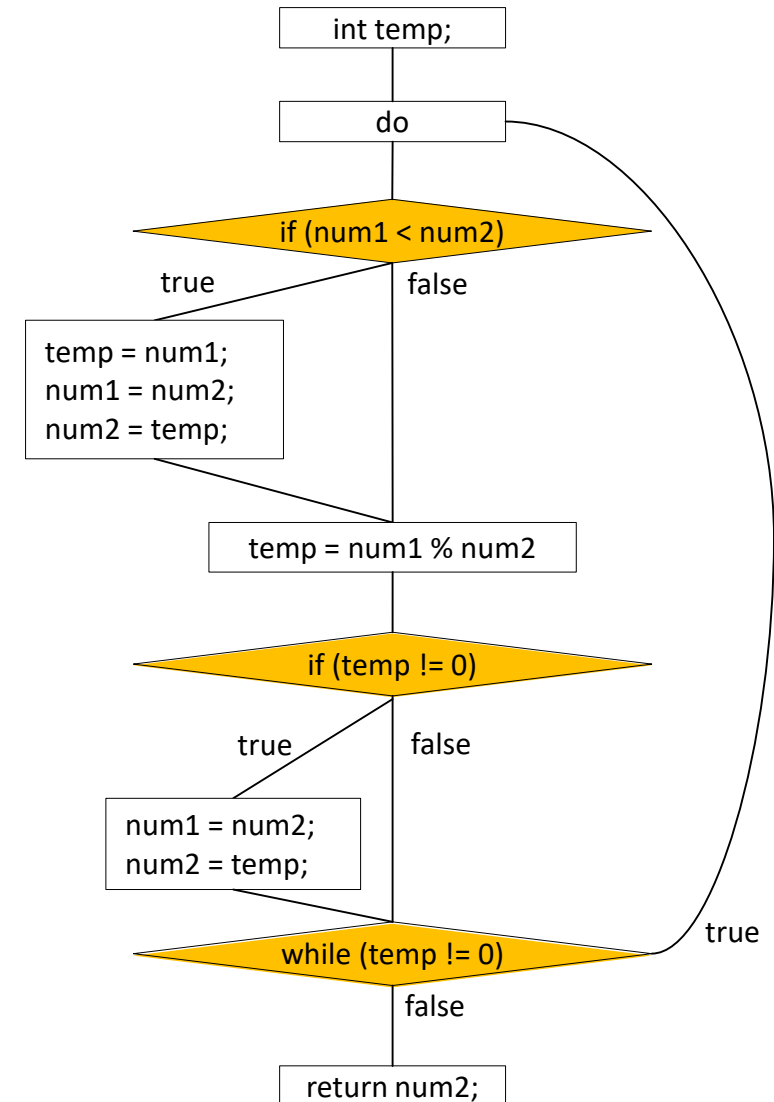 int temp;
do
if (num1 < num2)
true
false
temp = num1;
num1 = num2;
num2 = temp;
temp = num1 % num2
if (temp != 0)
true
false
num1 = num2;
num2 = temp;
while (temp != 0)
true
false
return num2;